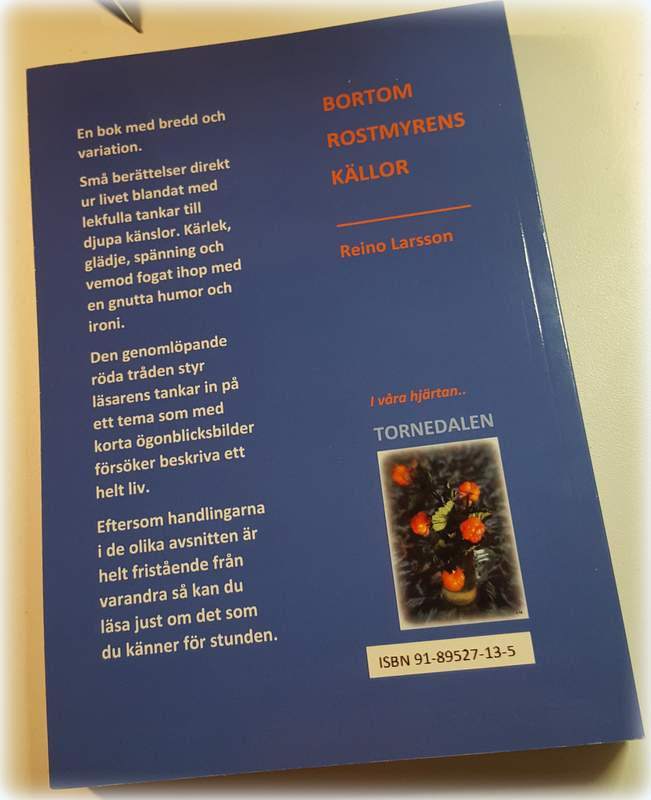 En bok med bredd och
variation.
Små berättelser direkt
ur livet blandat med
lekfulla tankar till
djupa känslor. Kärlek,
glädje, spänning och
vemod fogat ihop med
en gnutta humor och
ironi.
Den genomlöpande
röda tråden styr
läsarens tankar in på
ett tema som med
korta ögonblicksbilder
försöker beskriva ett
helt liv.
Eftersom handlingarna
i de olika avsnitten är
helt fristående från
varandra så kan du
läsa just om det som
du känner för stunden.
BORTOM
ROSTMYRENS
KÄLLOR
Reino Larsson
I våra hjärtan..
TORNEDALEN
ISBN 91-89527-13-5